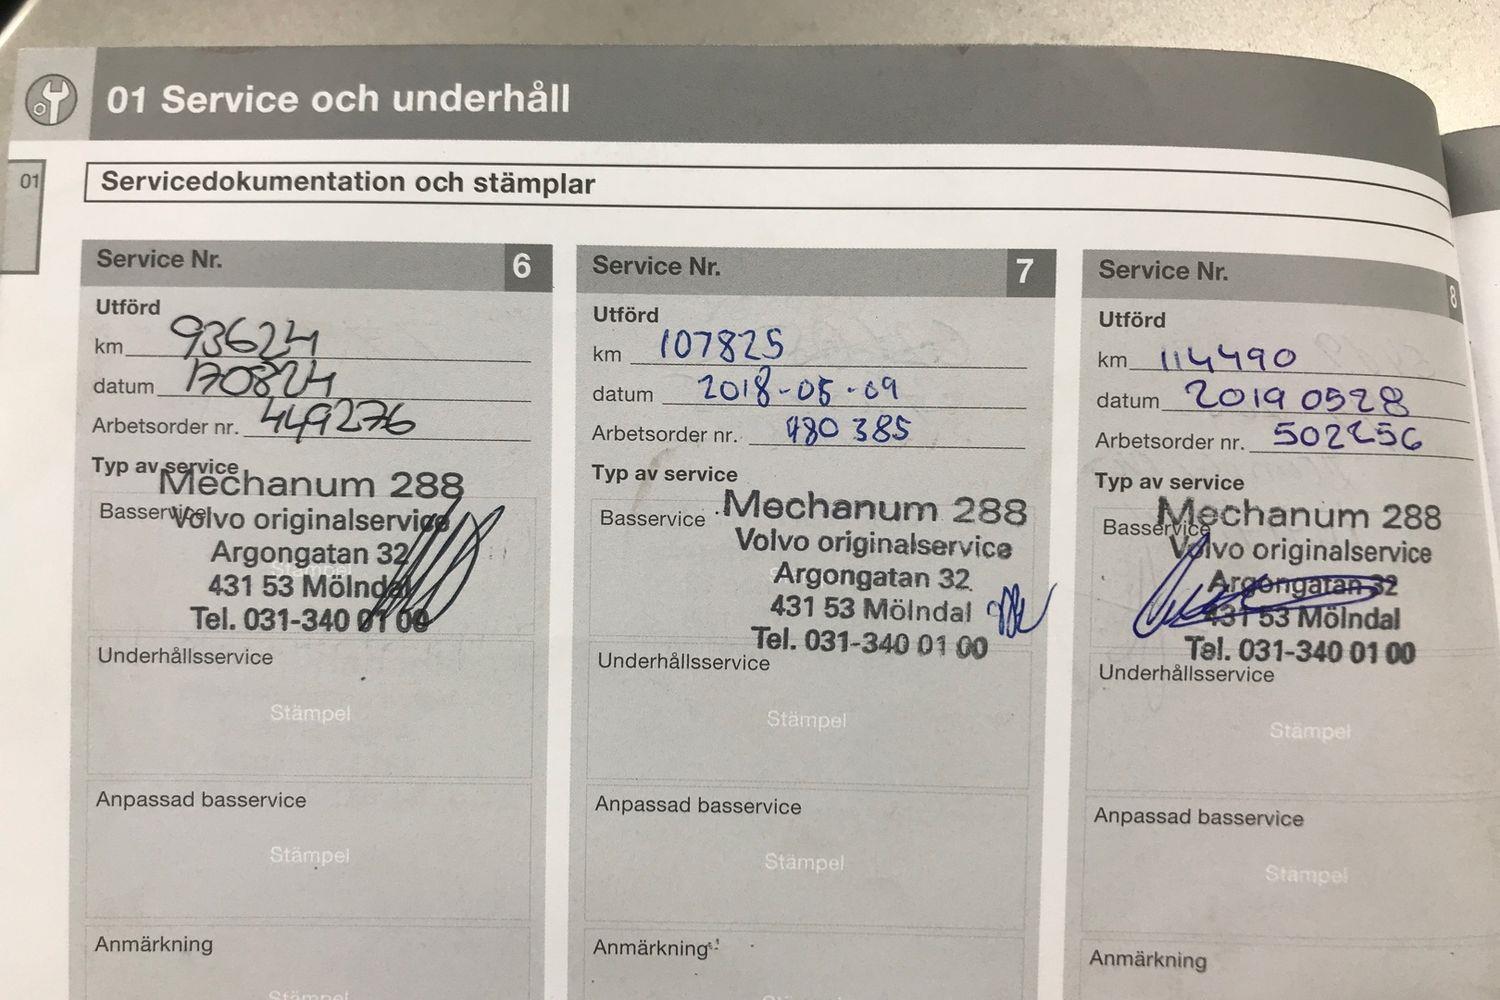 01 Service och underhåll
01
Servicedokumentation och stämplar
Service Nr. 6
Utförd
km 93624
datum 170824
Arbetsorder nr. 449276
Typ av service
Mechanum 288
Basservice
Volvo originalservice
Argongatan 32
Stämpel
431 53 Mölndal
Tel. 031-340 01 00
Underhållsservice
Stämpel
Anpassad basservice
Stämpel
Anmärkning
Stämpel
Service Nr. 7
Utförd
km 107825
datum 2018-05-09
Arbetsorder nr. 480 385
Typ av service
Mechanum 288
Basservice
Volvo originalservice
Argongatan 32
431 53 Mölndal
Tel. 031-340 01 00
Underhållsservice
Stämpel
Anpassad basservice
Stämpel
Anmärkning
Stämpel
Service Nr. 8
Utförd
km 114490
datum 2019 0528
Arbetsorder nr. 502256
Typ av service
Mechanum 288
Basservice
Volvo originalservice
Argongatan 32
431 53 Mölndal
Tel. 031-340 01 00
Underhållsservice
Stämpel
Anpassad basservice
Stämpel
Anmärkning